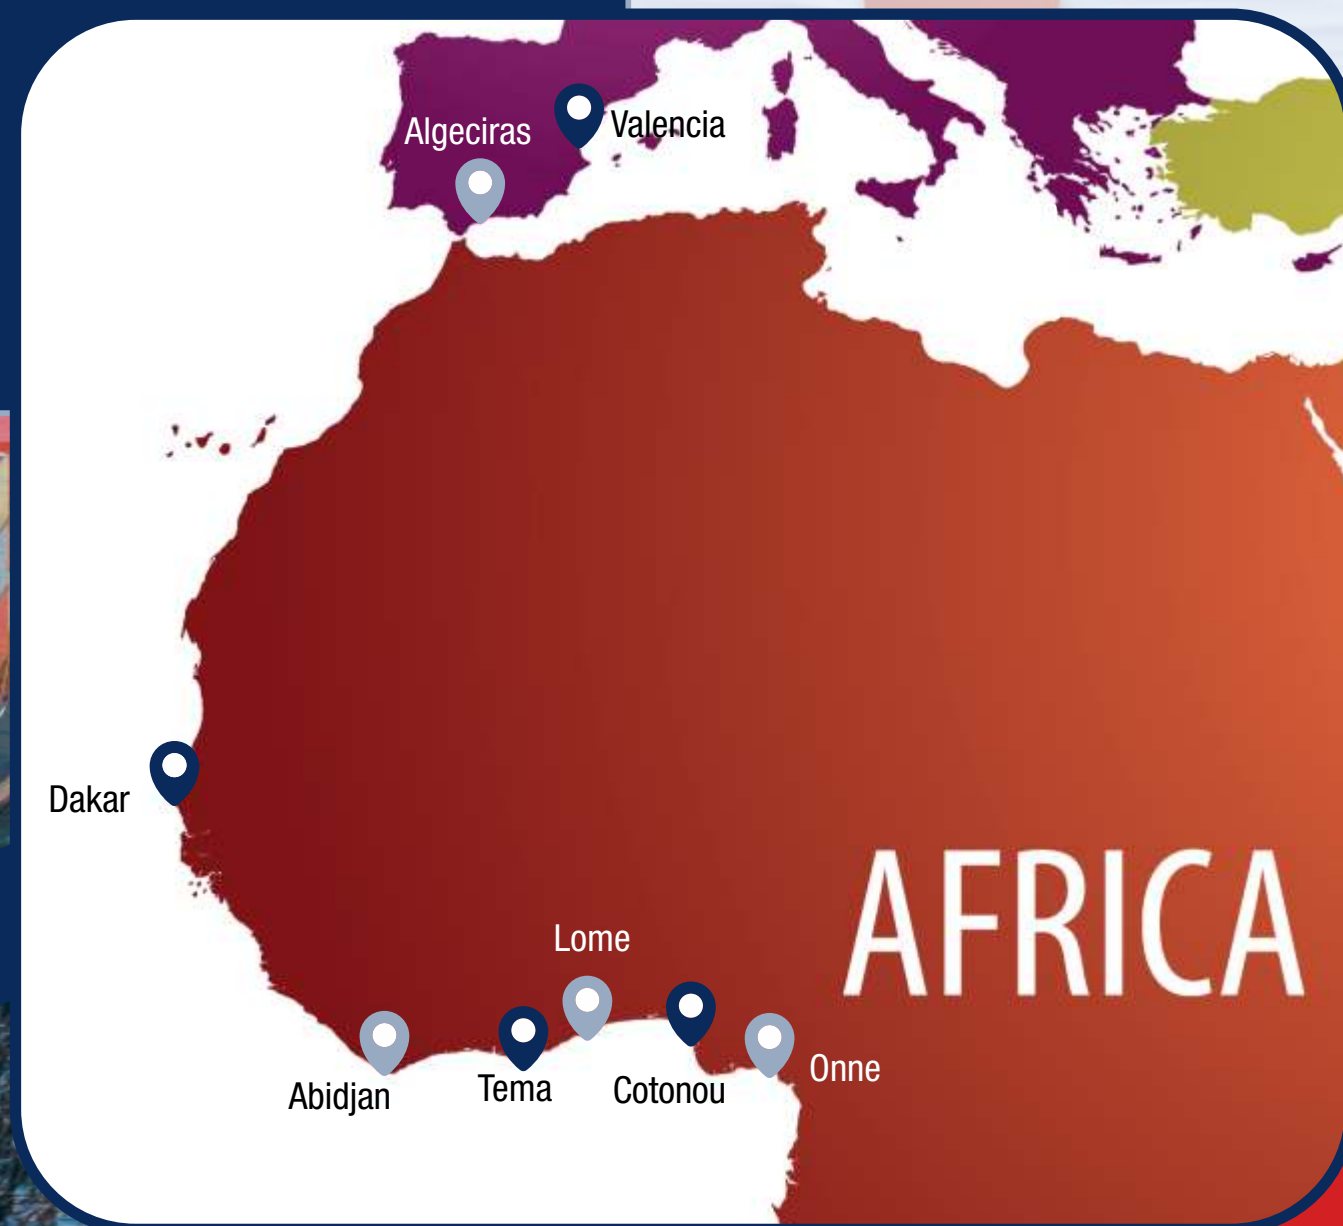 Algeciras
Valencia
Dakar
AFRICA
Lome
Abidjan
Tema
Cotonou
Onne